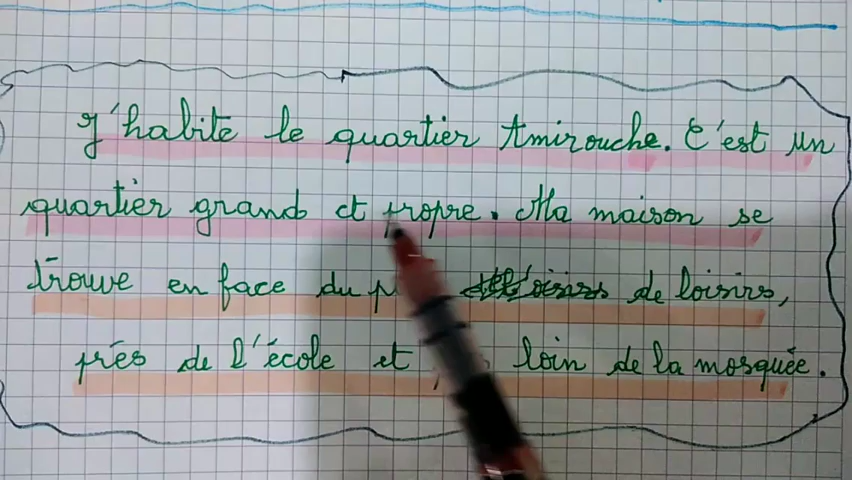 J'habite le quartier Amirouche. C'est un
quartier grand et propre. Ma maison se
trouve en face du de loisirs,
près de l'école et loin de la mosquée.